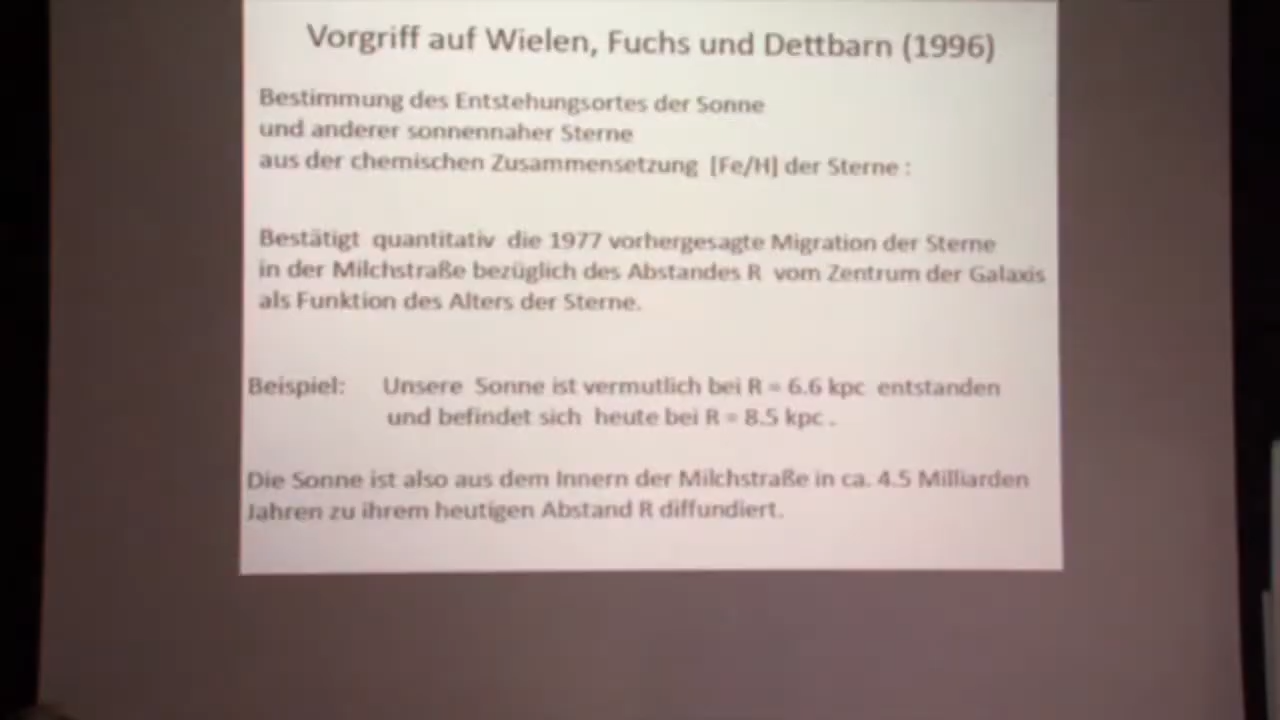 Vorgriff auf Wielen, Fuchs und Dettbarn (1996)
Bestimmung des Entstehungsortes der Sonne
und anderer sonnennaher Sterne
aus der chemischen Zusammensetzung [Fe/H] der Sterne :
Bestätigt quantitativ die 1977 vorhergesagte Migration der Sterne
in der Milchstraße bezüglich des Abstandes R vom Zentrum der Galaxis
als Funktion des Alters der Sterne.
Beispiel: Unsere Sonne ist vermutlich bei R = 6.6 kpc entstanden
und befindet sich heute bei R = 8.5 kpc .
Die Sonne ist also aus dem Innern der Milchstraße in ca. 4.5 Milliarden
Jahren zu ihrem heutigen Abstand R diffundiert.